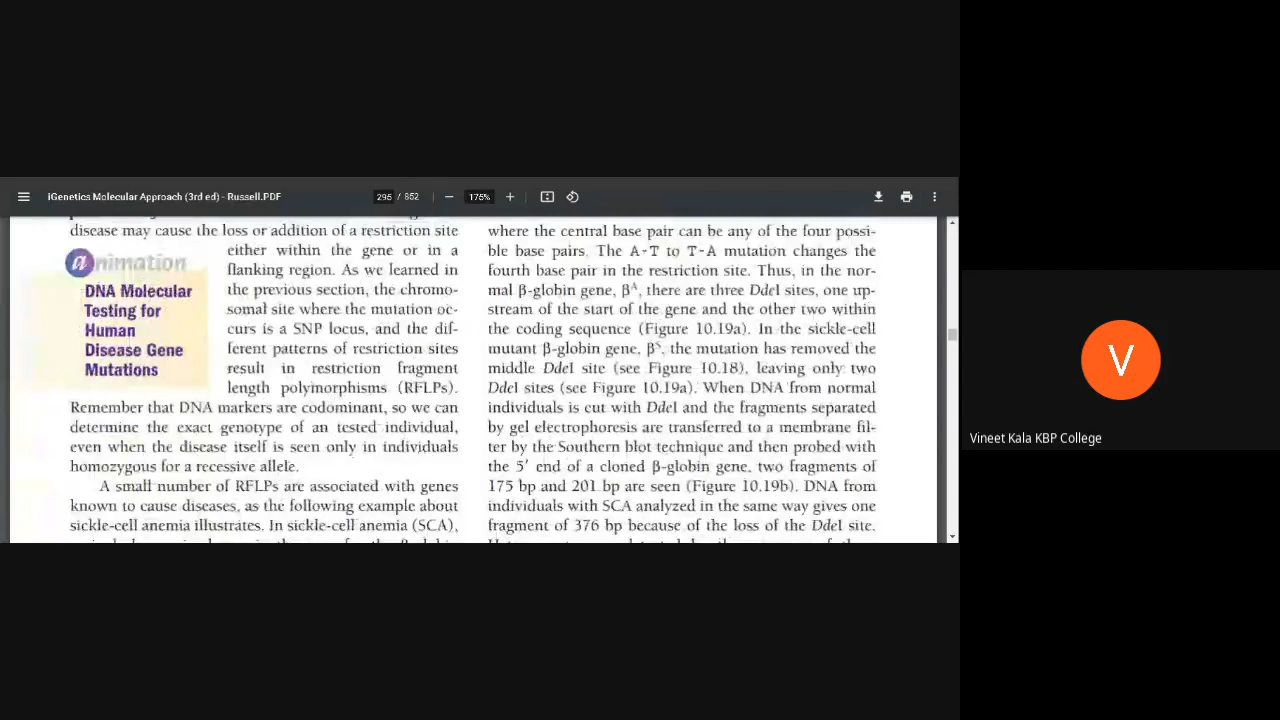 iGenetics Molecular Approach (3rd ed) - Russell.PDF
295 / 852
175%
disease may cause the loss or addition of a restriction site
either within the gene or in a
flanking region. As we learned in
the previous section, the chromo-
somal site where the mutation oc-
curs is a SNP locus, and the dif-
ferent patterns of restriction sites
result in restriction fragment
length polymorphisms (RFLPs).
animation
DNA Molecular
Testing for
Human
Disease Gene
Mutations
Remember that DNA markers are codominant, so we can
determine the exact genotype of an tested individual,
even when the disease itself is seen only in individuals
homozygous for a recessive allele.
A small number of RFLPs are associated with genes
known to cause diseases, as the following example about
sickle-cell anemia illustrates. In sickle-cell anemia (SCA),
where the central base pair can be any of the four possi-
ble base pairs. The A-T to T-A mutation changes the
fourth base pair in the restriction site. Thus, in the nor-
mal β-globin gene, βᴬ, there are three DdeI sites, one up-
stream of the start of the gene and the other two within
the coding sequence (Figure 10.19a). In the sickle-cell
mutant β-globin gene, βˢ, the mutation has removed the
middle DdeI site (see Figure 10.18), leaving only two
DdeI sites (see Figure 10.19a). When DNA from normal
individuals is cut with DdeI and the fragments separated
by gel electrophoresis are transferred to a membrane fil-
ter by the Southern blot technique and then probed with
the 5′ end of a cloned β-globin gene, two fragments of
175 bp and 201 bp are seen (Figure 10.19b). DNA from
individuals with SCA analyzed in the same way gives one
fragment of 376 bp because of the loss of the DdeI site.
V
Vineet Kala KBP College